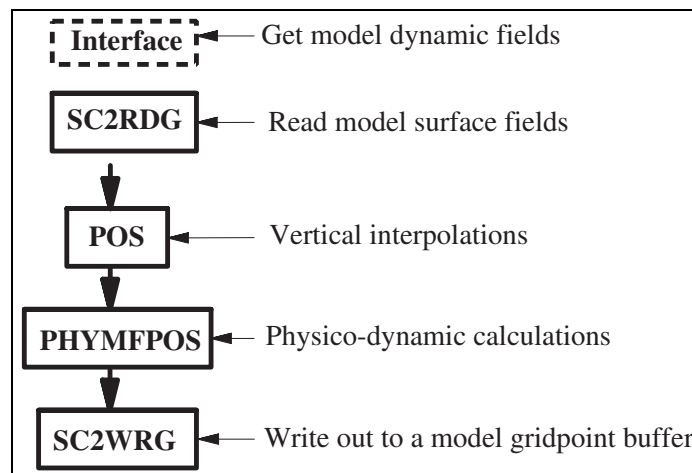 Interface Get model dynamic fields
SC2RDG Read model surface fields
POS Vertical interpolations
PHYMFPOS Physico-dynamic calculations
SC2WRG Write out to a model gridpoint buffer